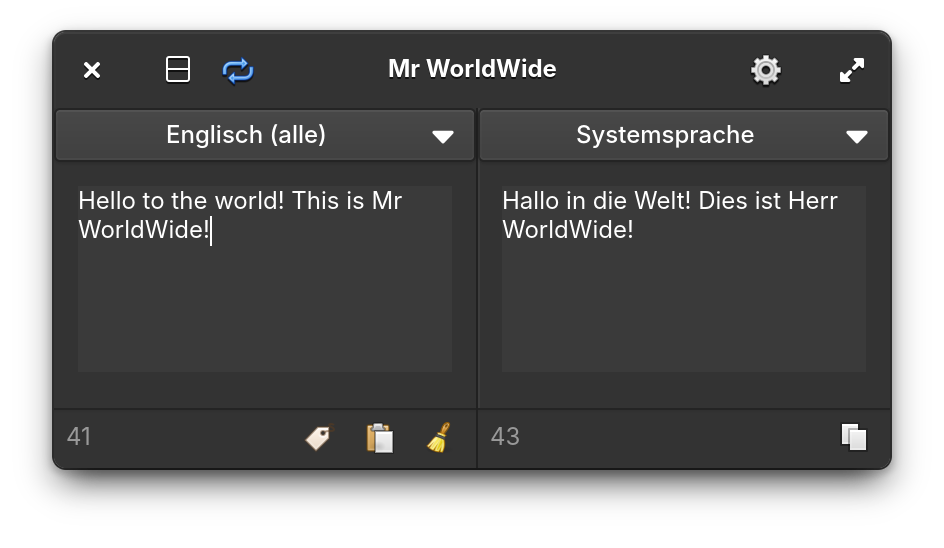 Mr WorldWide
Englisch (alle)
Systemsprache
Hello to the world! This is Mr
WorldWide!
Hallo in die Welt! Dies ist Herr
WorldWide!
41
43